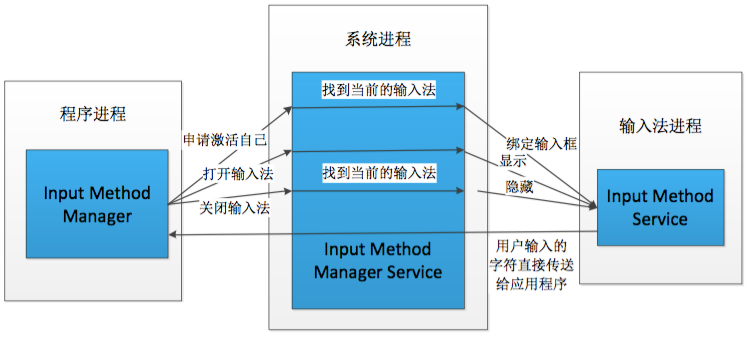 程序进程
Input Method
Manager
申请激活自己
打开输入法
关闭输入法
系统进程
找到当前的输入法
找到当前的输入法
Input Method
Manager Service
绑定输入框
显示
隐藏
用户输入的
字符直接传送
给应用程序
输入法进程
Input Method
Service